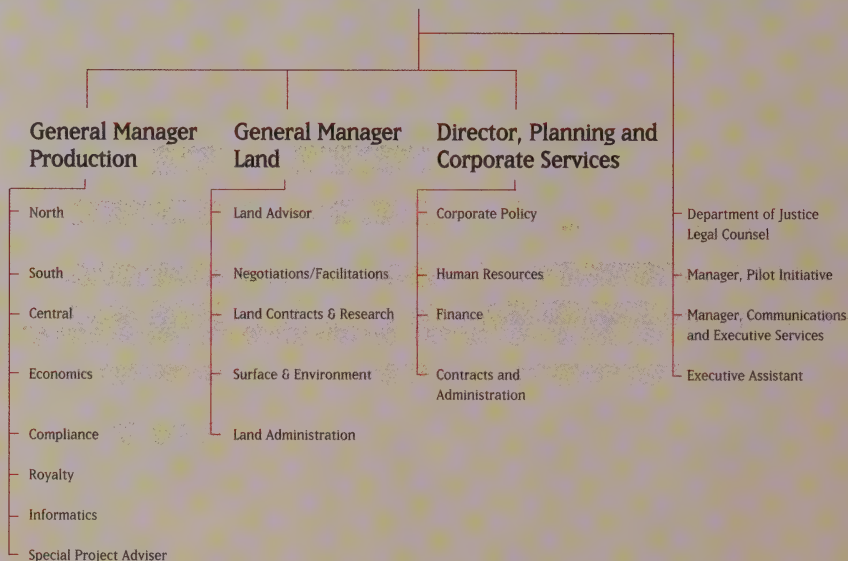 General Manager
Production
North
South
Central
Economics
Compliance
Royalty
Informatics
Special Project Adviser
General Manager
Land
Land Advisor
Negotiations/Facilitations
Land Contracts & Research
Surface & Environment
Land Administration
Director, Planning and
Corporate Services
Corporate Policy
Human Resources
Finance
Contracts and
Administration
Department of Justice
Legal Counsel
Manager, Pilot Initiative
Manager, Communications
and Executive Services
Executive Assistant